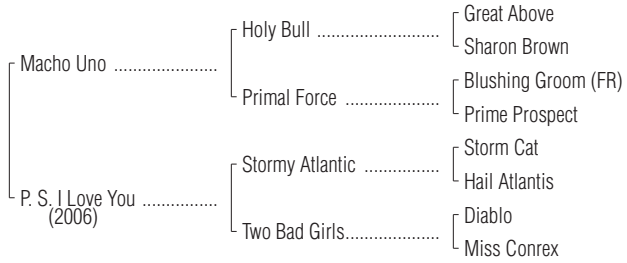 Great Above
Holy Bull ........................
Sharon Brown
Macho Uno .....................
Blushing Groom (FR)
Primal Force ...................
Prime Prospect
Storm Cat
Stormy Atlantic ...............
Hail Atlantis
P. S. I Love You ...............
(2006)
Diablo
Two Bad Girls...................
Miss Conrex